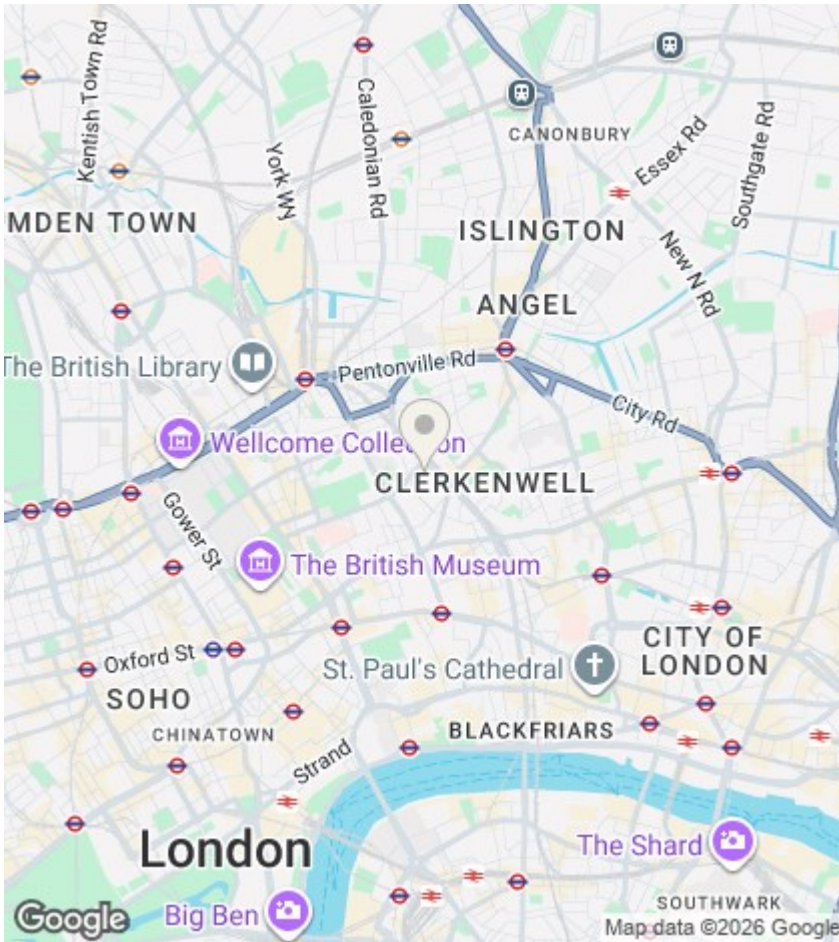 Kentish Town Rd
Caledonian Rd
York Wy
CANONBURY
Essex Rd
Southgate Rd
MDEN TOWN
ISLINGTON
New N Rd
ANGEL
The British Library
Pentonville Rd
City Rd
Wellcome Collection
CLERKENWELL
Gower St
The British Museum
Oxford St
St. Paul's Cathedral
CITY OF
LONDON
SOHO
CHINATOWN
BLACKFRIARS
Strand
London
The Shard
Big Ben
SOUTHWARK
Google
Map data ©2026 Google